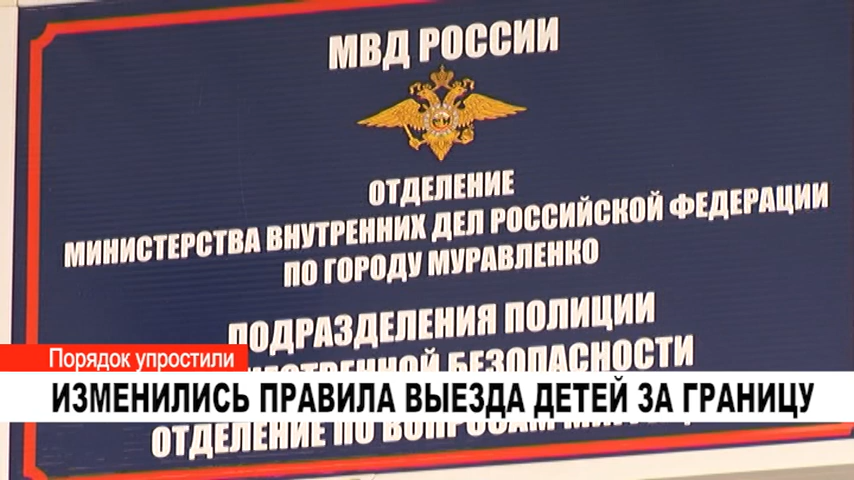 МВД РОССИИ
ОТДЕЛЕНИЕ
МИНИСТЕРСТВА ВНУТРЕННИХ ДЕЛ РОССИЙСКОЙ ФЕДЕРАЦИИ
ПО ГОРОДУ МУРАВЛЕНКО
ПОДРАЗДЕЛЕНИЯ ПОЛИЦИИ
БЕЗОПАСНОСТИ
Порядок упростили
ИЗМЕНИЛИСЬ ПРАВИЛА ВЫЕЗДА ДЕТЕЙ ЗА ГРАНИЦУ
ОТДЕЛЕНИЕ ПО ВОПРОСАМ